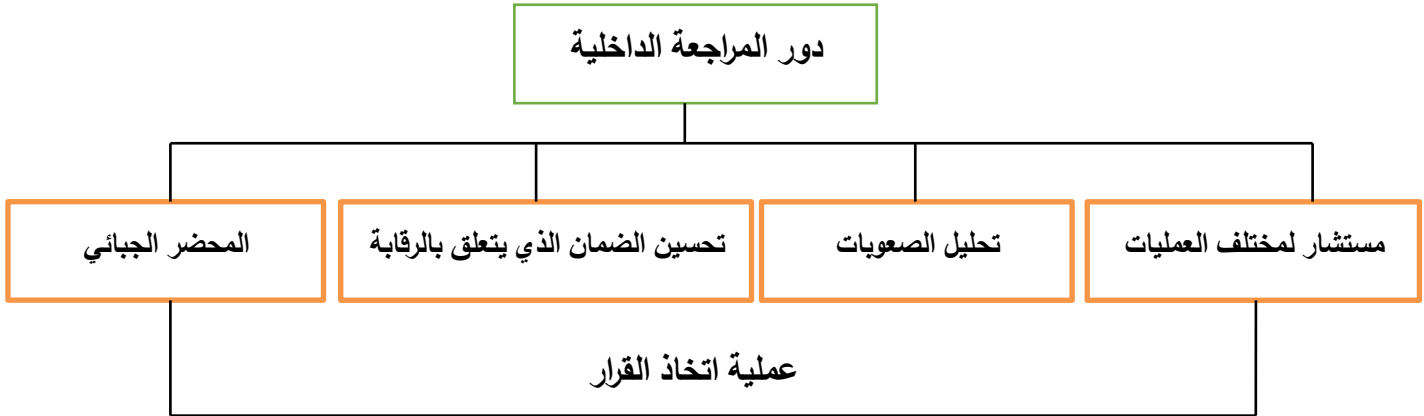 دور المراجعة الداخلية
مستشار لمختلف العمليات
تحليل الصعوبات
تحسين الضمان الذي يتعلق بالرقابة
المحضر الجبائي
عملية اتخاذ القرار